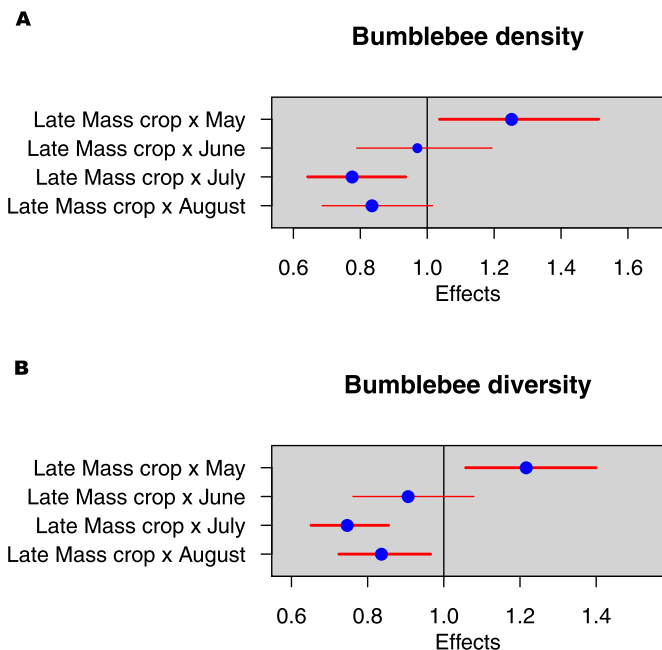 A
Bumblebee density
Late Mass crop x May
Late Mass crop x June
Late Mass crop x July
Late Mass crop x August
0.6 0.8 1.0 1.2 1.4 1.6
Effects
B
Bumblebee diversity
Late Mass crop x May
Late Mass crop x June
Late Mass crop x July
Late Mass crop x August
0.6 0.8 1.0 1.2 1.4
Effects